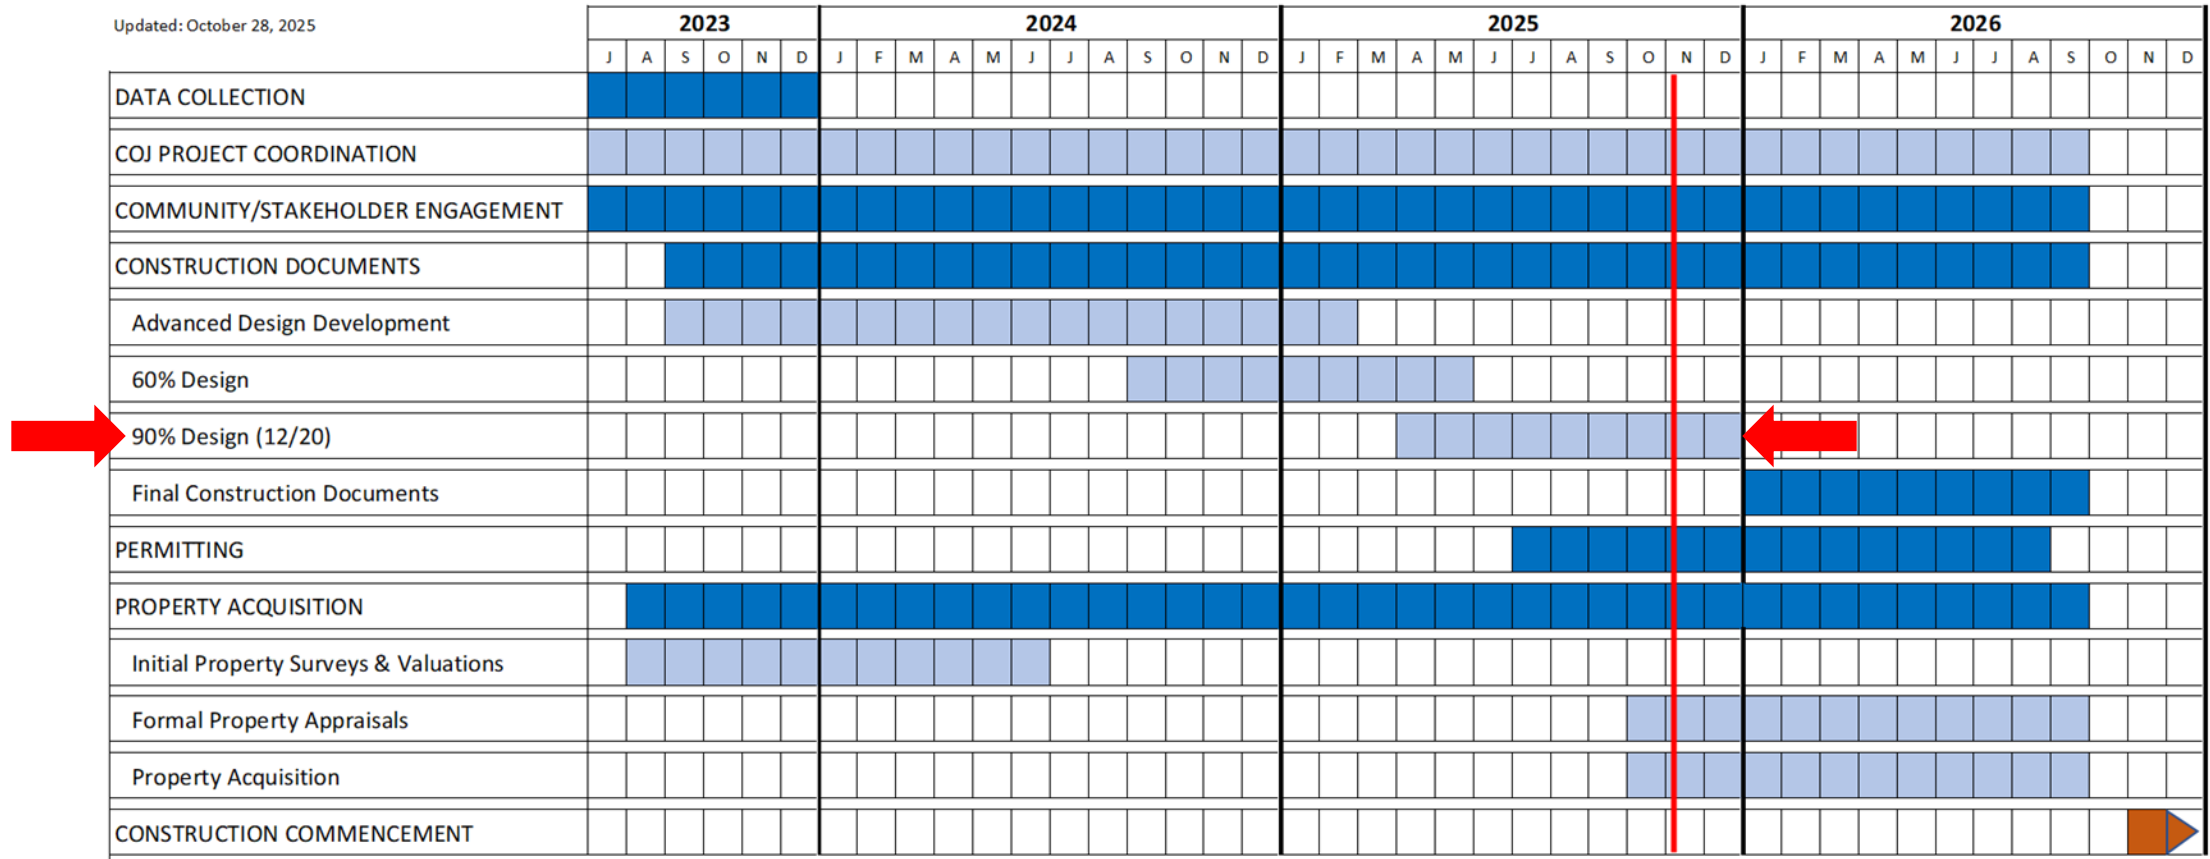 Updated: October 28, 2025
2023 2024 2025 2026
J A S O N D J F M A M J J A S O N D J F M A M J J A S O N D J F M A M J J A S O N D
DATA COLLECTION
COJ PROJECT COORDINATION
COMMUNITY/STAKEHOLDER ENGAGEMENT
CONSTRUCTION DOCUMENTS
Advanced Design Development
60% Design
90% Design (12/20)
Final Construction Documents
PERMITTING
PROPERTY ACQUISITION
Initial Property Surveys & Valuations
Formal Property Appraisals
Property Acquisition
CONSTRUCTION COMMENCEMENT